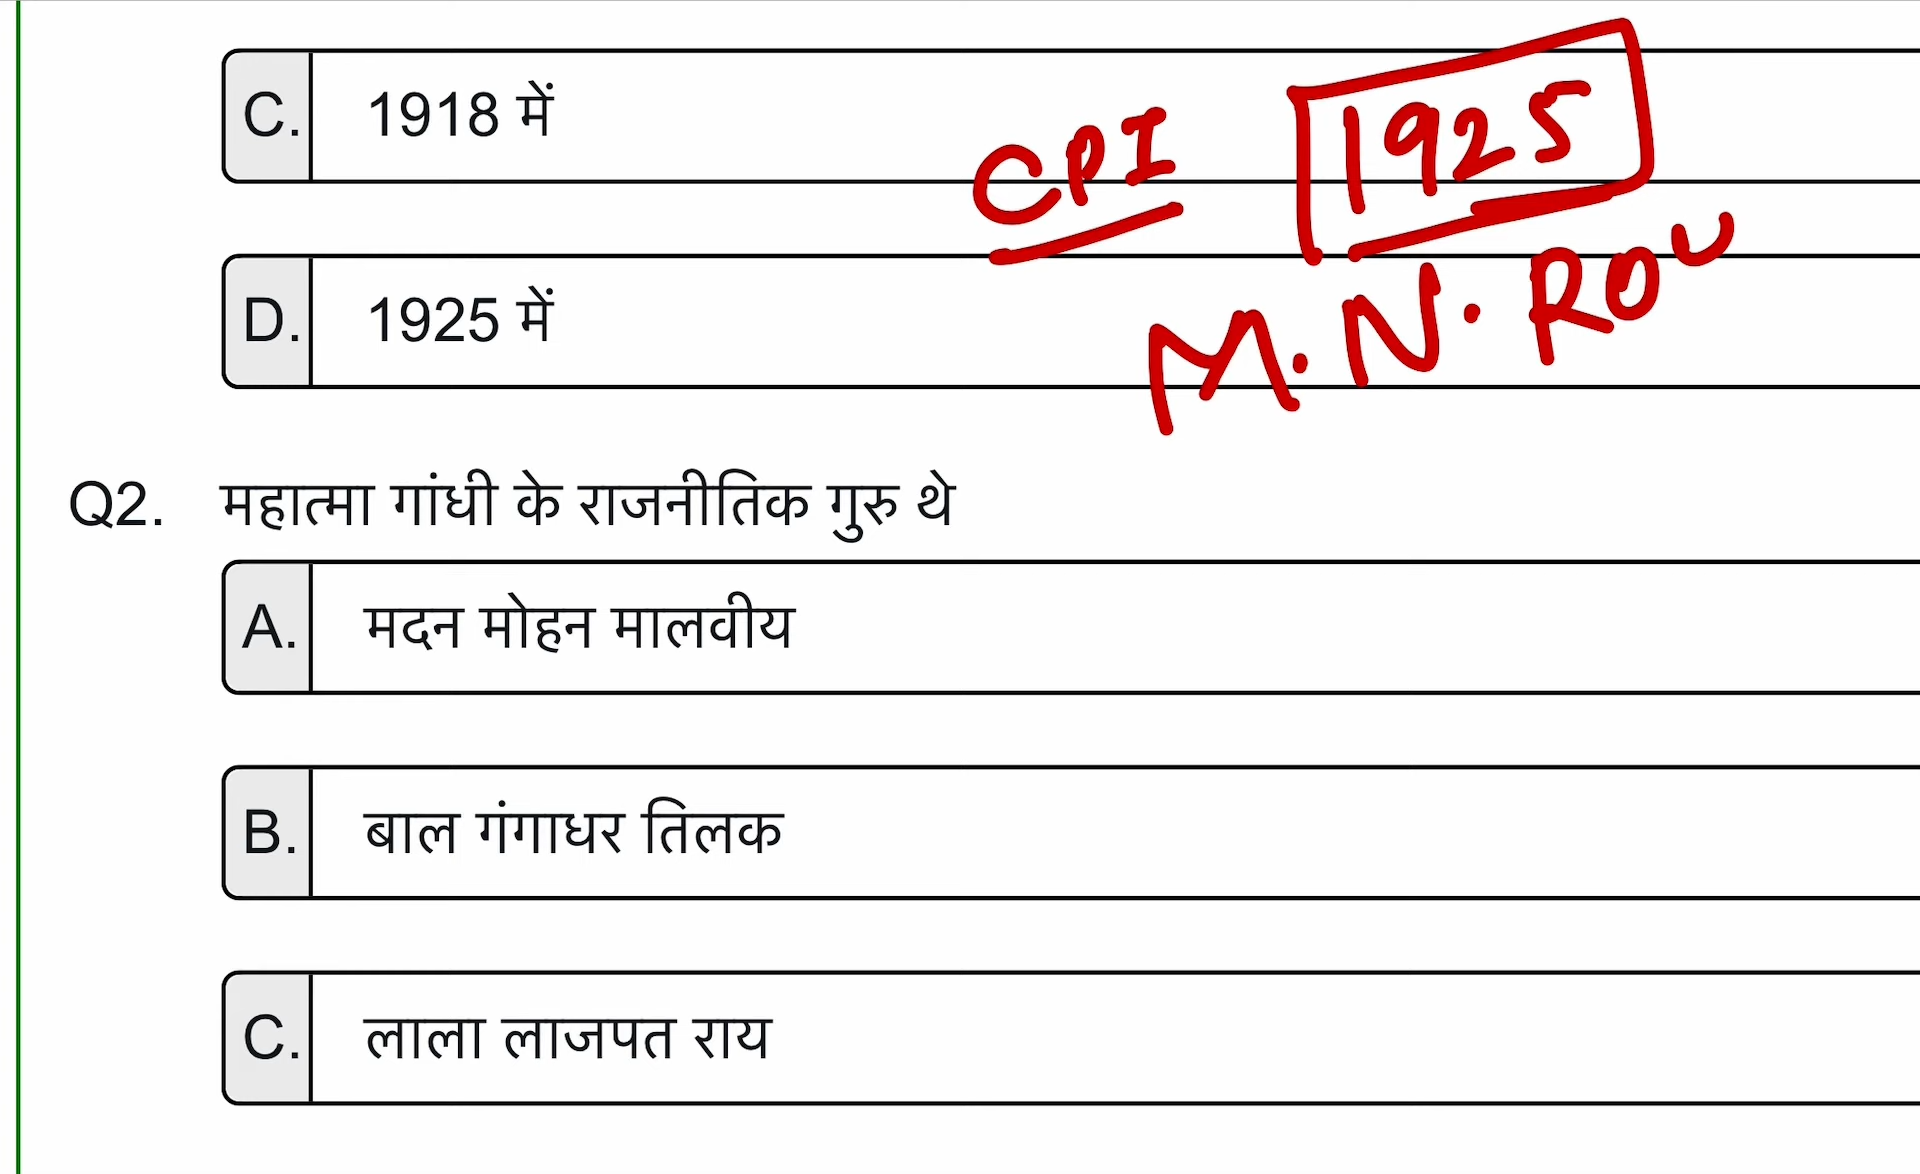 C. 1918 में
CPI 1925
D. 1925 में
M. N. ROY
Q2. महात्मा गांधी के राजनीतिक गुरु थे
A. मदन मोहन मालवीय
B. बाल गंगाधर तिलक
C. लाला लाजपत राय